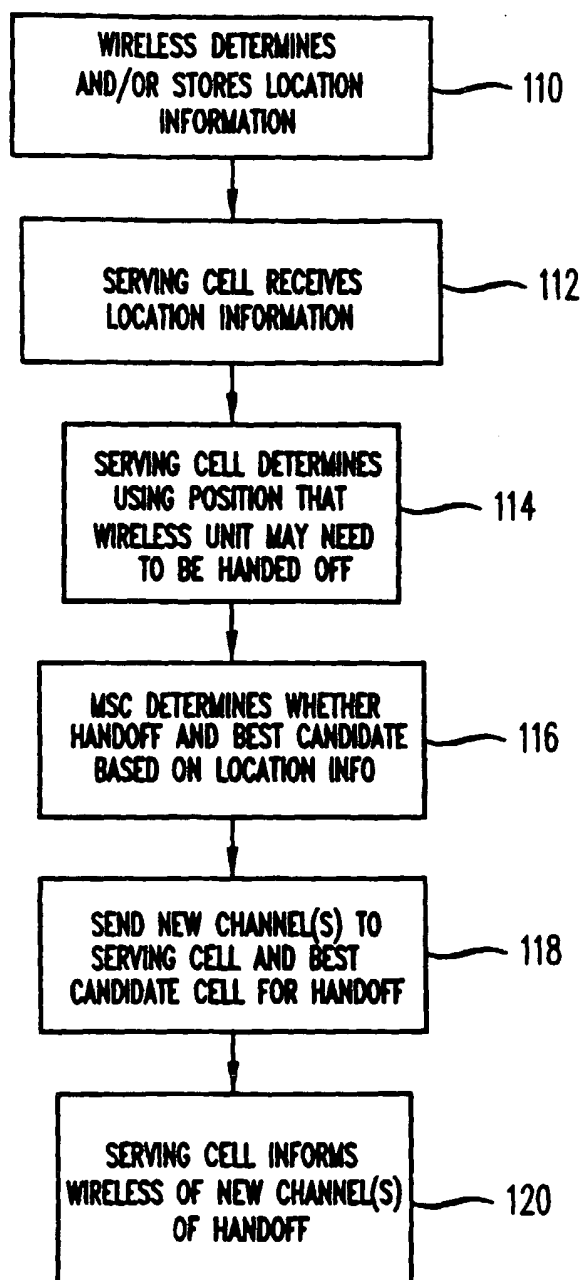 WIRELESS DETERMINES
AND/OR STORES LOCATION
INFORMATION
110
SERVING CELL RECEIVES
LOCATION INFORMATION
112
SERVING CELL DETERMINES
USING POSITION THAT
WIRELESS UNIT MAY NEED
TO BE HANDED OFF
114
MSC DETERMINES WHETHER
HANDOFF AND BEST CANDIDATE
BASED ON LOCATION INFO
116
SEND NEW CHANNEL(S) TO
SERVING CELL AND BEST
CANDIDATE CELL FOR HANDOFF
118
SERVING CELL INFORMS
WIRELESS OF NEW CHANNEL(S)
OF HANDOFF
120